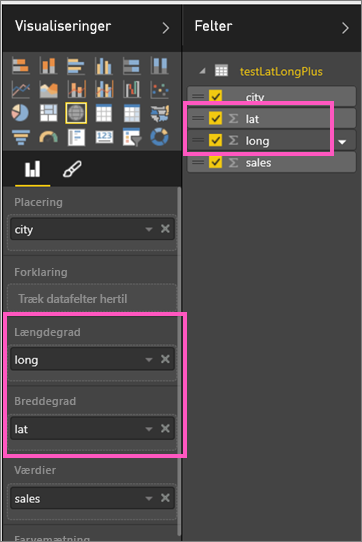 Visualiseringer
Placering
city
Forklaring
Træk datafelter hertil
Længdegrad
long
Breddegrad
lat
Værdier
sales
Farvemætning
Felter
testLatLongPlus
city
lat
long
sales